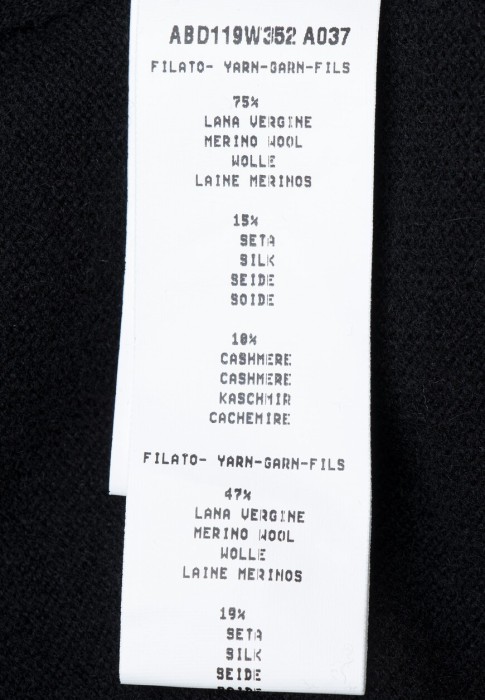 ABD119W352 A037
FILATO- YARN-GARN-FILS
75%
LANA VERGINE
MERINO WOOL
WOLLE
LAINE MERINOS
15%
SETA
SILK
SEIDE
SOIDE
10%
CASHMERE
CASHMERE
KASCHMIR
CACHEMIRE
FILATO- YARN-GARN-FILS
47%
LANA VERGINE
MERINO WOOL
WOLLE
LAINE MERINOS
19%
SETA
SILK
SEIDE